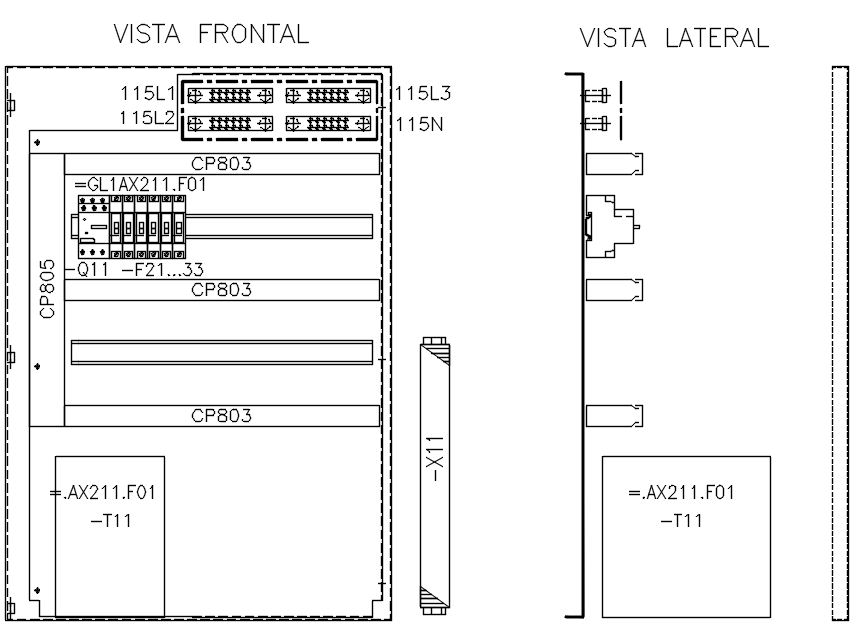 VISTA FRONTAL
VISTA LATERAL
115L1
115L3
115L2
115N
CP803
=GL1AX211.F01
-Q11 -F21...33
CP805
CP803
CP803
-X11
=.AX211.F01
-T11
=.AX211.F01
-T11